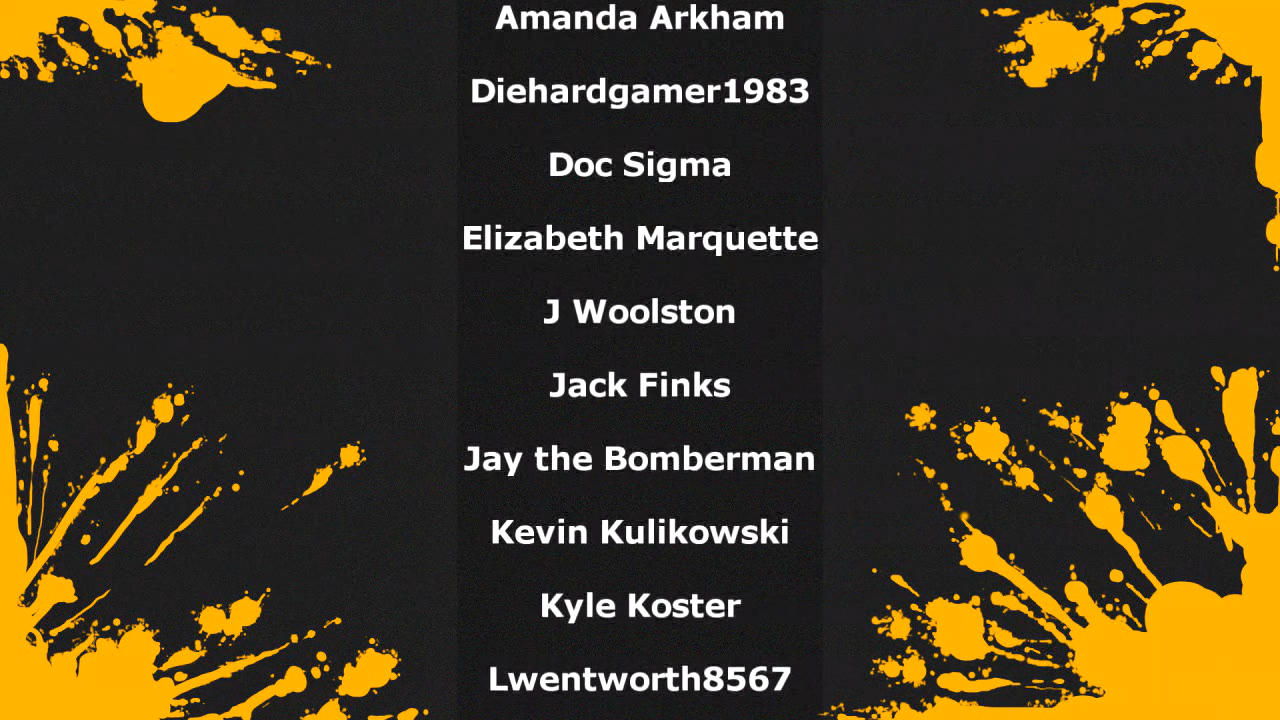 Amanda Arkham
Diehardgamer1983
Doc Sigma
Elizabeth Marquette
J Woolston
Jack Finks
Jay the Bomberman
Kevin Kulikowski
Kyle Koster
Lwentworth8567